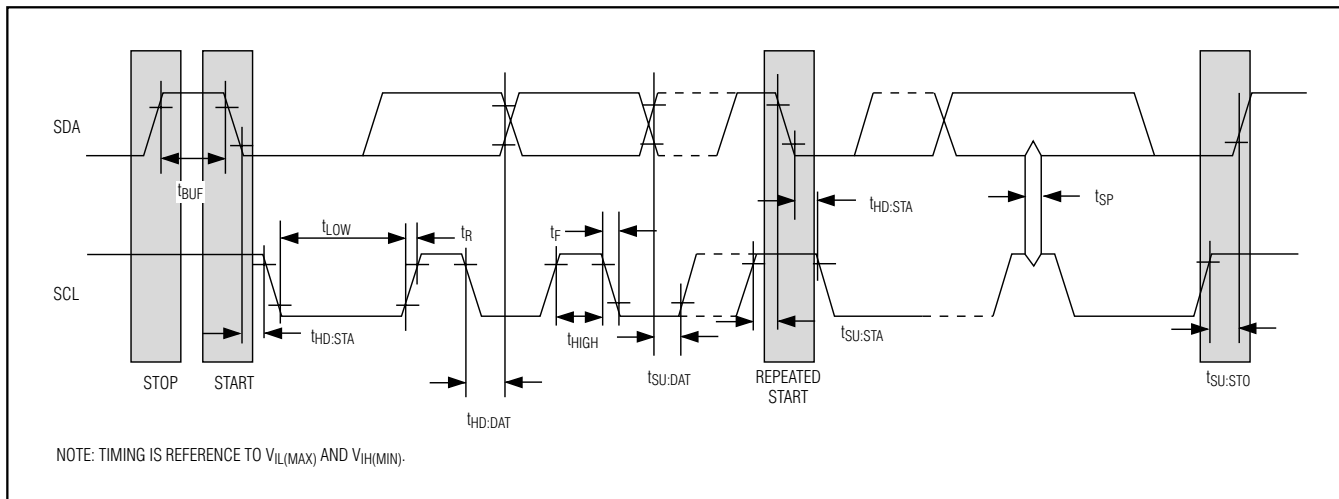 SDA
tBUF
tHD:STA
tSP
tLOW
tR
tF
SCL
tHD:STA
tHIGH
tSU:STA
STOP
START
tSU:DAT
REPEATED
START
tSU:STO
tHD:DAT
NOTE: TIMING IS REFERENCE TO VIL(MAX) AND VIH(MIN).